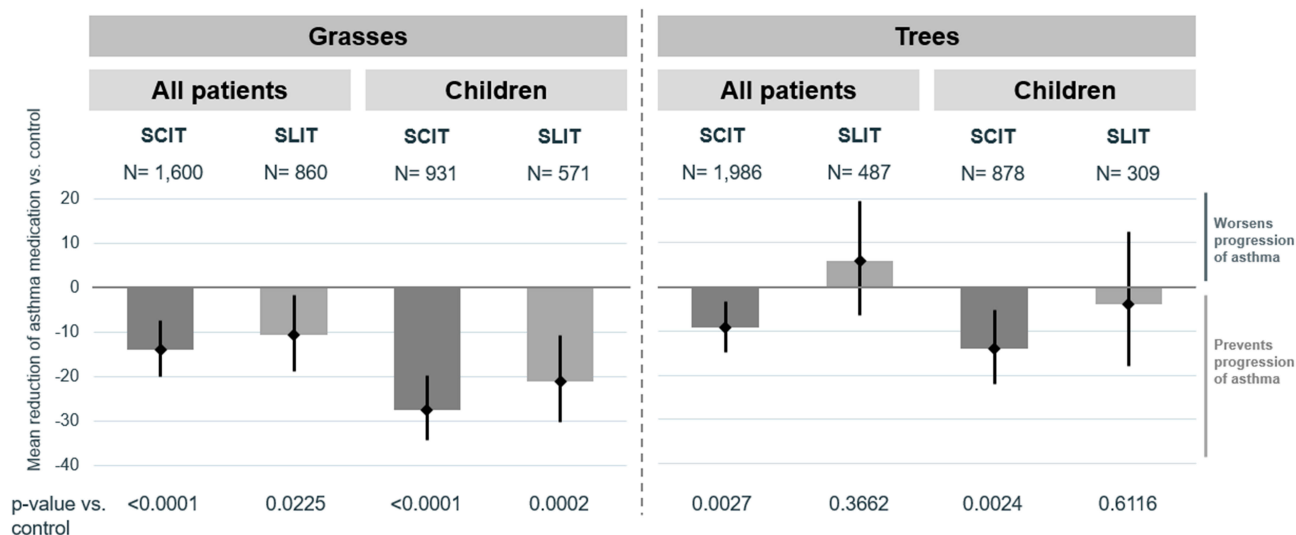 Grasses
Trees
All patients
Children
All patients
Children
SCIT
SLIT
SCIT
SLIT
SCIT
SLIT
SCIT
SLIT
N= 1,600
N= 860
N= 931
N= 571
N= 1,986
N= 487
N= 878
N= 309
Mean reduction of asthma medication vs. control
20
10
0
-10
-20
-30
-40
Worsens
progression
of asthma
Prevents
progression
of asthma
p-value vs.
control
<0.0001
0.0225
<0.0001
0.0002
0.0027
0.3662
0.0024
0.6116